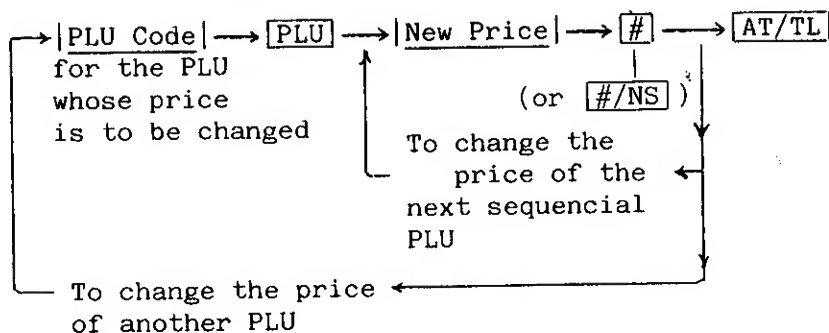 PLU Code PLU New Price # AT/TL
for the PLU
whose price
is to be changed
(or #/NS)
To change the
price of the
next sequencial
PLU
To change the price
of another PLU